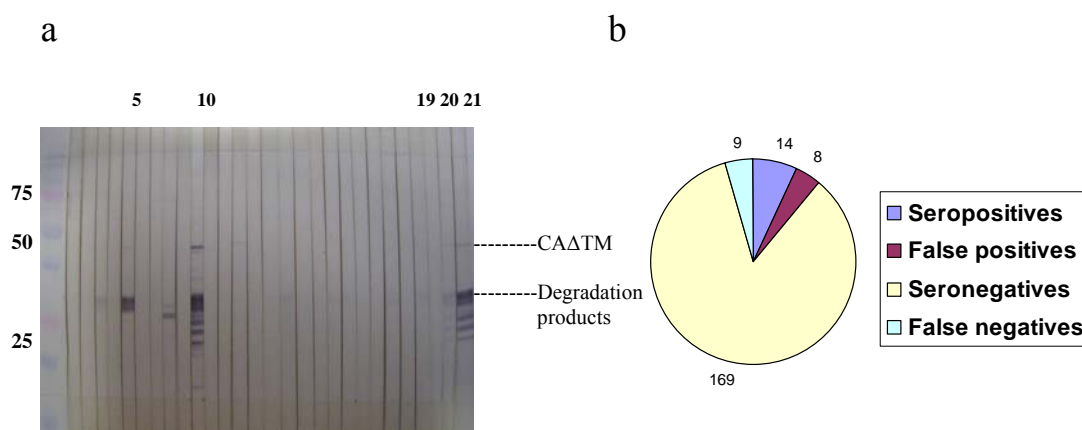 a
b
5 10 19 20 21
75
50
25
CAΔTM
Degradation
products
9 14 8
169
Seropositives
False positives
Seronegatives
False negatives